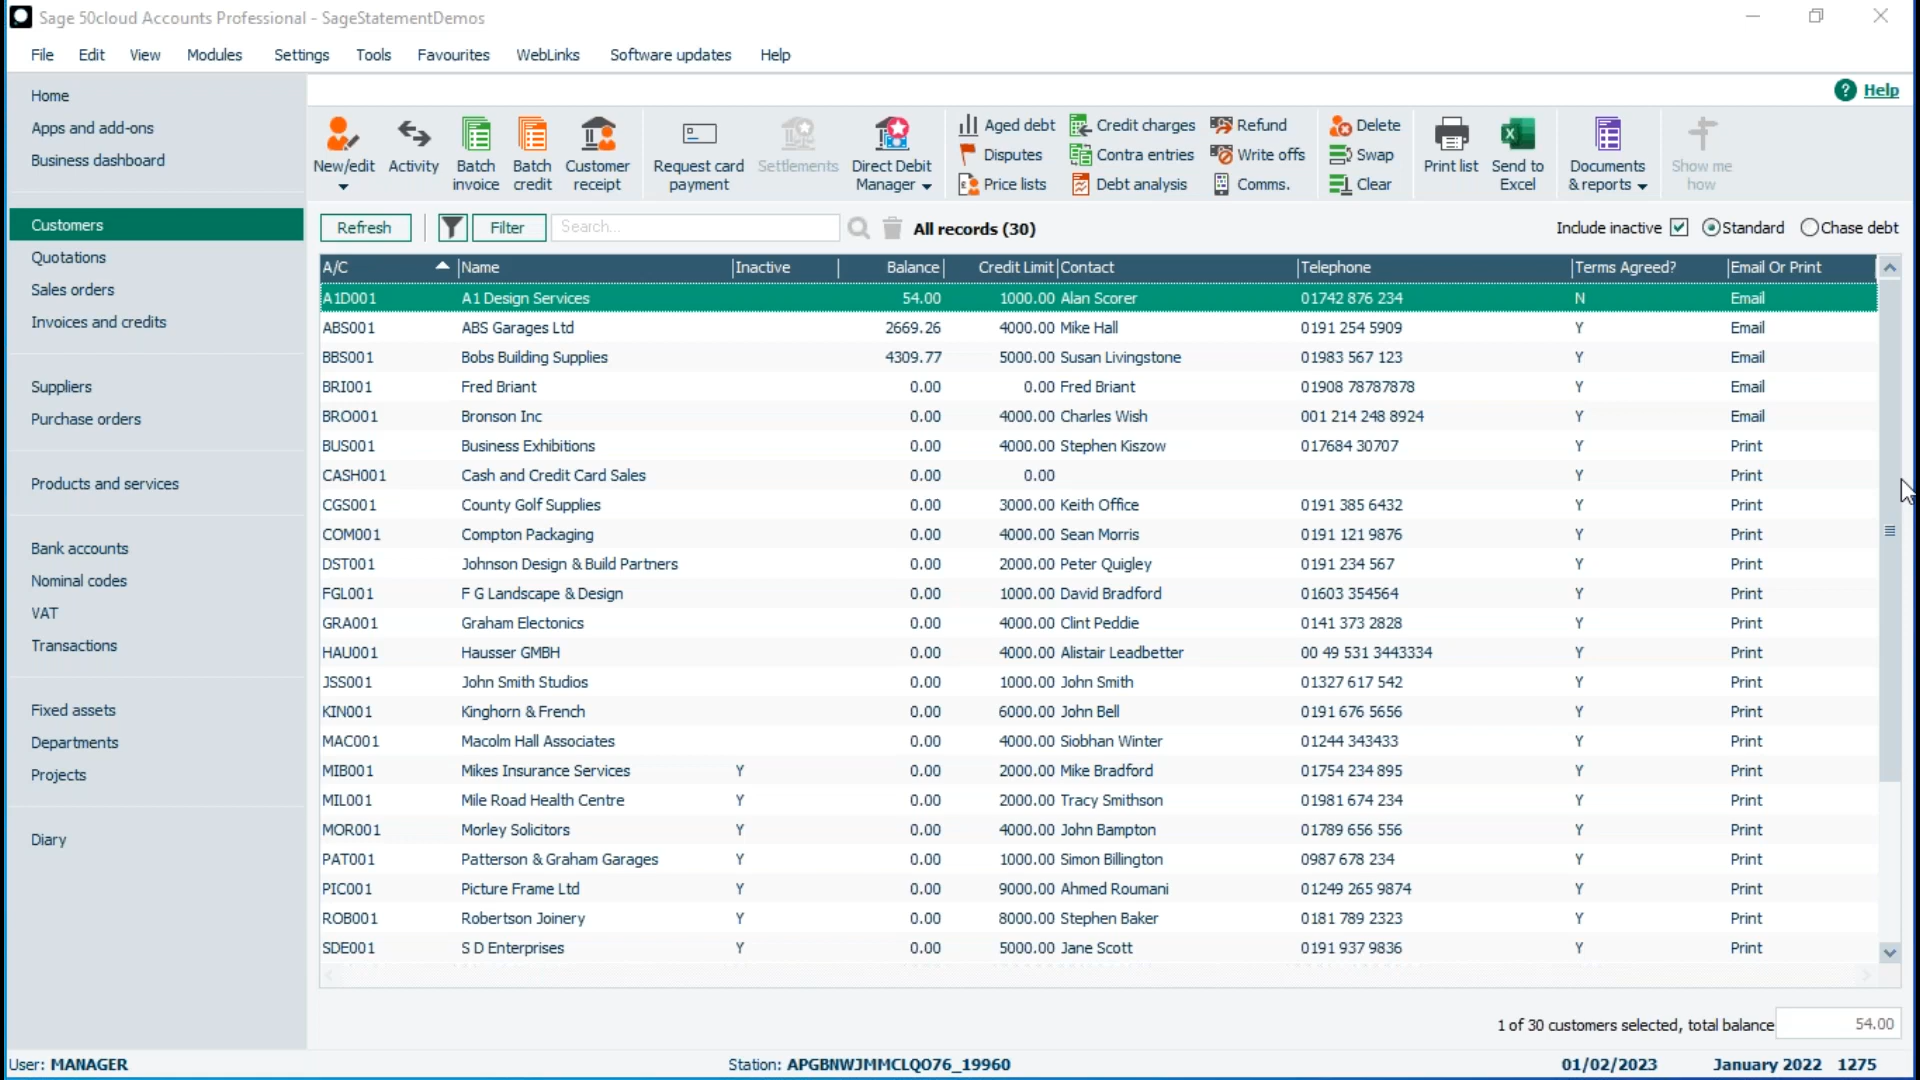 Sage 50cloud Accounts Professional - SageStatementDemos
File Edit View Modules Settings Tools Favourites WebLinks Software updates Help
Home
Apps and add-ons
Business dashboard
Customers
Quotations
Sales orders
Invoices and credits
Suppliers
Purchase orders
Products and services
Bank accounts
Nominal codes
VAT
Transactions
Fixed assets
Departments
Projects
Diary
? Help
New/edit
Activity
Batch invoice
Batch credit
Customer receipt
Request card payment
Settlements
Direct Debit Manager
Aged debt
Disputes
Price lists
Credit charges
Contra entries
Debt analysis
Refund
Write offs
Comms.
Delete
Swap
Clear
Print list
Send to Excel
Documents & reports
Show me how
Refresh Filter Search... All records (30) Include inactive Standard Chase debt
A/C Name Inactive Balance Credit Limit Contact Telephone Terms Agreed? Email Or Print
A1D001 A1 Design Services 54.00 1000.00 Alan Scorer 01742 876 234 N Email
ABS001 ABS Garages Ltd 2669.26 4000.00 Mike Hall 0191 254 5909 Y Email
BBS001 Bobs Building Supplies 4309.77 5000.00 Susan Livingstone 01983 567 123 Y Email
BRI001 Fred Briant 0.00 0.00 Fred Briant 01908 78787878 Y Email
BRO001 Bronson Inc 0.00 4000.00 Charles Wish 001 214 248 8924 Y Email
BUS001 Business Exhibitions 0.00 4000.00 Stephen Kiszow 017684 30707 Y Print
CASH001 Cash and Credit Card Sales 0.00 0.00 Y Print
CGS001 County Golf Supplies 0.00 3000.00 Keith Office 0191 385 6432 Y Print
COM001 Compton Packaging 0.00 4000.00 Sean Morris 0191 121 9876 Y Print
DST001 Johnson Design & Build Partners 0.00 2000.00 Peter Quigley 0191 234 567 Y Print
FGL001 F G Landscape & Design 0.00 1000.00 David Bradford 01603 354564 Y Print
GRA001 Graham Electonics 0.00 4000.00 Clint Peddie 0141 373 2828 Y Print
HAU001 Hausser GMBH 0.00 4000.00 Alistair Leadbetter 00 49 531 3443334 Y Print
JSS001 John Smith Studios 0.00 1000.00 John Smith 01327 617 542 Y Print
KIN001 Kinghorn & French 0.00 6000.00 John Bell 0191 676 5656 Y Print
MAC001 Macolm Hall Associates 0.00 4000.00 Siobhan Winter 01244 343433 Y Print
MIB001 Mikes Insurance Services Y 0.00 2000.00 Mike Bradford 01754 234 895 Y Print
MIL001 Mile Road Health Centre Y 0.00 2000.00 Tracy Smithson 01981 674 234 Y Print
MOR001 Morley Solicitors Y 0.00 4000.00 John Bampton 01789 656 556 Y Print
PAT001 Patterson & Graham Garages Y 0.00 1000.00 Simon Billington 0987 678 234 Y Print
PIC001 Picture Frame Ltd Y 0.00 9000.00 Ahmed Roumani 01249 265 9874 Y Print
ROB001 Robertson Joinery Y 0.00 8000.00 Stephen Baker 0181 789 2323 Y Print
SDE001 S D Enterprises Y 0.00 5000.00 Jane Scott 0191 937 9836 Y Print
1 of 30 customers selected, total balance 54.00
User: MANAGER Station: APGBNWJMMCLQO76_19960 01/02/2023 January 2022 1275